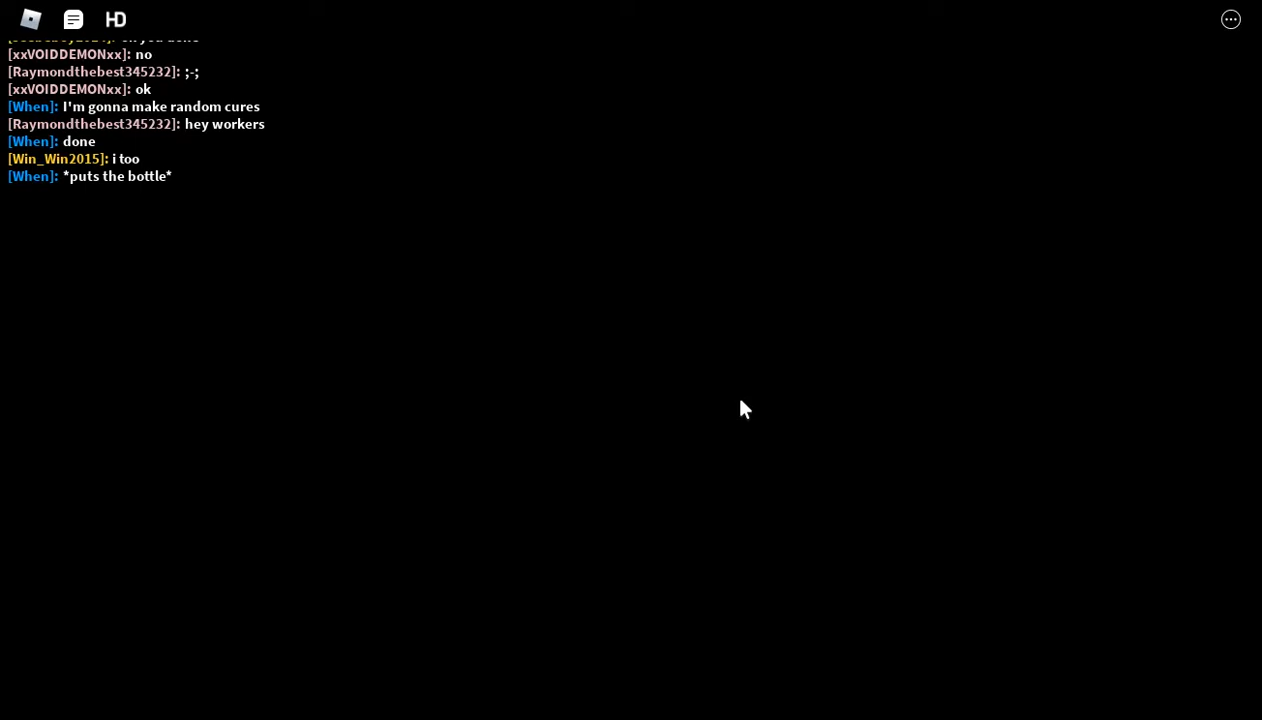 HD
[xxVOIDDEMONxx]: no
[Raymondthebest345232]: ;-;
[xxVOIDDEMONxx]: ok
[When]: I'm gonna make random cures
[Raymondthebest345232]: hey workers
[When]: done
[Win_Win2015]: i too
[When]: *puts the bottle*